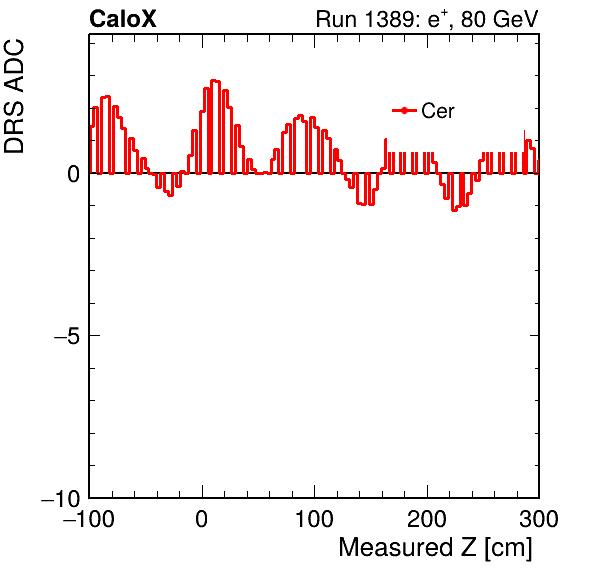 CaloX
Run 1389: e+, 80 GeV
DRS ADC
Cer
0
−5
−10
−100 0 100 200 300
Measured Z [cm]